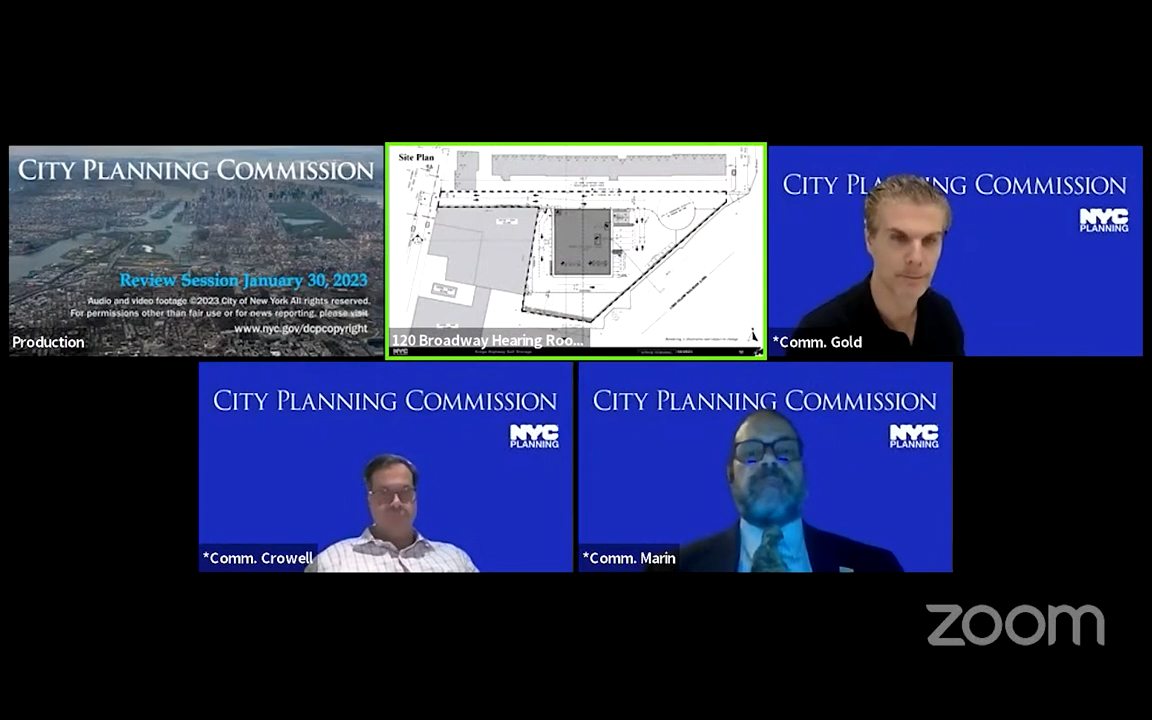 CITY PLANNING COMMISSION
Review Session January 30, 2023
Audio and video footage ©2023 City of New York All rights reserved.
For permissions other than fair use or for news reporting, please visit
www.nyc.gov/dcpcopyright
Production
Site Plan
120 Broadway Hearing Roo...
NYC
CITY PLANNING COMMISSION
NYC
PLANNING
*Comm. Gold
CITY PLANNING COMMISSION
NYC
PLANNING
*Comm. Crowell
CITY PLANNING COMMISSION
NYC
PLANNING
*Comm. Marin
zoom